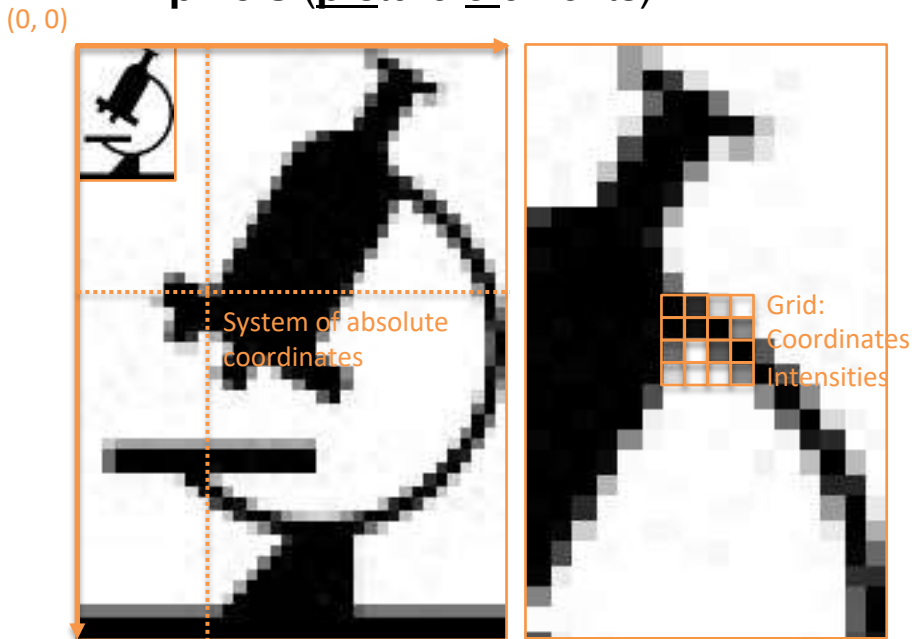 (0, 0)
System of absolute
coordinates
Grid:
Coordinates
Intensities